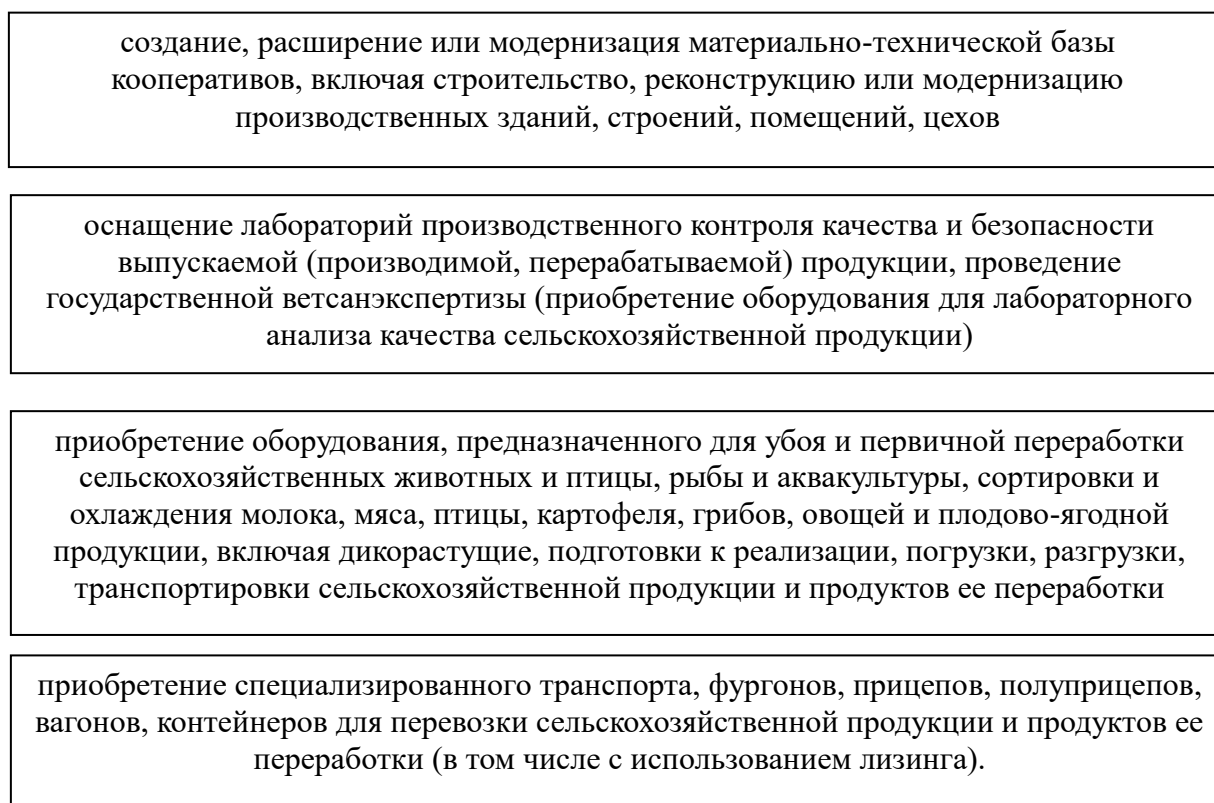 создание, расширение или модернизация материально-технической базы
кооперативов, включая строительство, реконструкцию или модернизацию
производственных зданий, строений, помещений, цехов
оснащение лабораторий производственного контроля качества и безопасности
выпускаемой (производимой, перерабатываемой) продукции, проведение
государственной ветсанэкспертизы (приобретение оборудования для лабораторного
анализа качества сельскохозяйственной продукции)
приобретение оборудования, предназначенного для убоя и первичной переработки
сельскохозяйственных животных и птицы, рыбы и аквакультуры, сортировки и
охлаждения молока, мяса, птицы, картофеля, грибов, овощей и плодово-ягодной
продукции, включая дикорастущие, подготовки к реализации, погрузки, разгрузки,
транспортировки сельскохозяйственной продукции и продуктов ее переработки
приобретение специализированного транспорта, фургонов, прицепов, полуприцепов,
вагонов, контейнеров для перевозки сельскохозяйственной продукции и продуктов ее
переработки (в том числе с использованием лизинга).